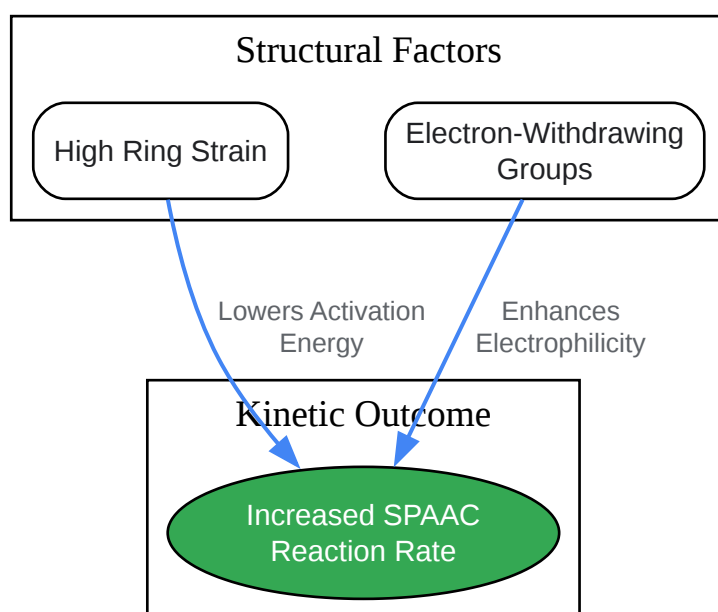 Structural Factors
High Ring Strain
Electron-Withdrawing
Groups
Lowers Activation
Energy
Enhances
Electrophilicity
Kinetic Outcome
Increased SPAAC
Reaction Rate